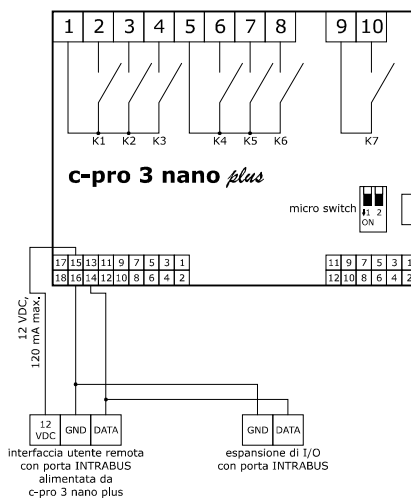 1 2 3 4 5 6 7 8 9 10
K1 K2 K3 K4 K5 K6 K7
c-pro 3 nano plus
micro switch
1 2
ON
17 15 13 11 9 7 5 3 1
18 16 14 12 10 8 6 4 2
11 9 7 5 3 1
12 10 8 6 4 2
12 VDC,
120 mA max.
12
VDC
GND
DATA
GND
DATA
interfaccia utente remota
con porta INTRABUS
alimentata da
c-pro 3 nano plus
espansione di I/O
con porta INTRABUS